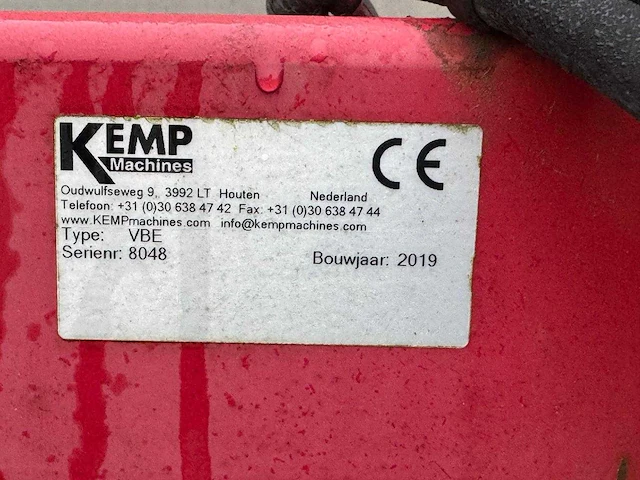 KEMP
Machines
CE
Oudwulfseweg 9, 3992 LT Houten Nederland
Telefoon: +31 (0)30 638 47 42 Fax: +31 (0)30 638 47 44
www.KEMPmachines.com info@kempmachines.com
Type: VBE
Serienr: 8048 Bouwjaar: 2019